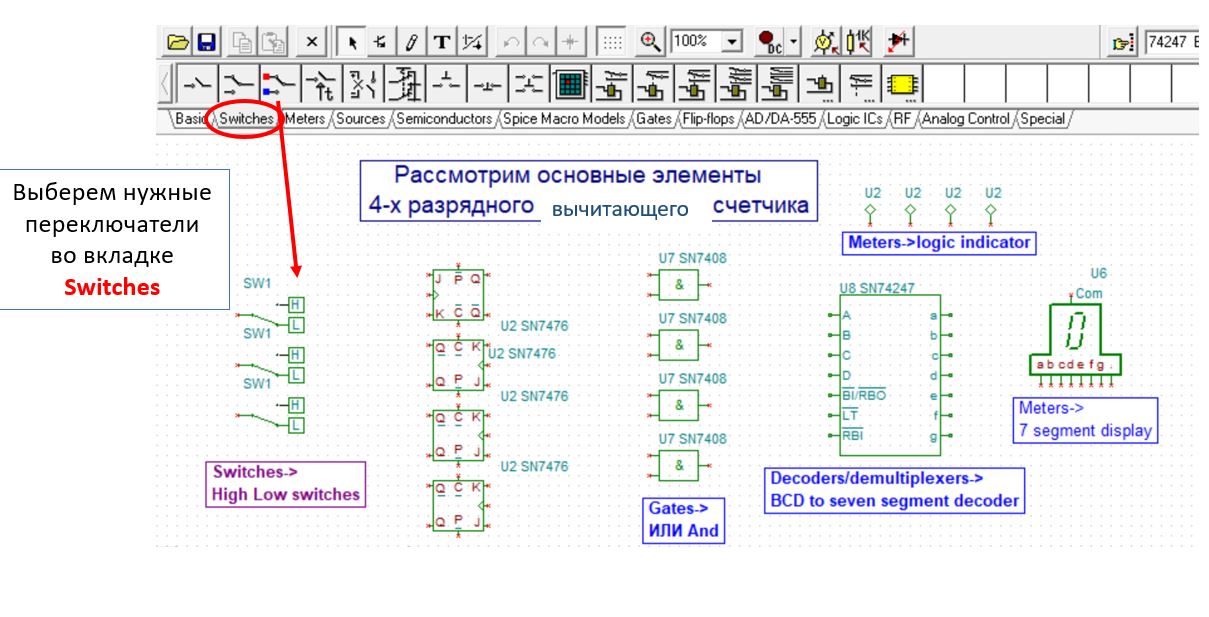 100%
DC
1K
74247 B
Basic Switches Meters Sources Semiconductors Spice Macro Models Gates Flip-flops AD/DA-555 Logic ICs RF Analog Control Special
Выберем нужные
переключатели
во вкладке
Switches
Рассмотрим основные элементы
4-х разрядного вычитающего счетчика
U2 U2 U2 U2
Meters->logic indicator
SW1
H
L
SW1
H
L
SW1
H
L
Switches->
High Low switches
J P Q
K C Q
U2 SN7476
Q C K
Q P J
U2 SN7476
Q C K
Q P J
U2 SN7476
Q C K
Q P J
U2 SN7476
U7 SN7408
&
U7 SN7408
&
U7 SN7408
&
U7 SN7408
&
Gates->
ИЛИ And
U8 SN74247
A a
B b
C c
D d
BI/RBO e
LT f
RBI g
Decoders/demultiplexers->
BCD to seven segment decoder
U6
Com
0
a b c d e f g .
Meters->
7 segment display